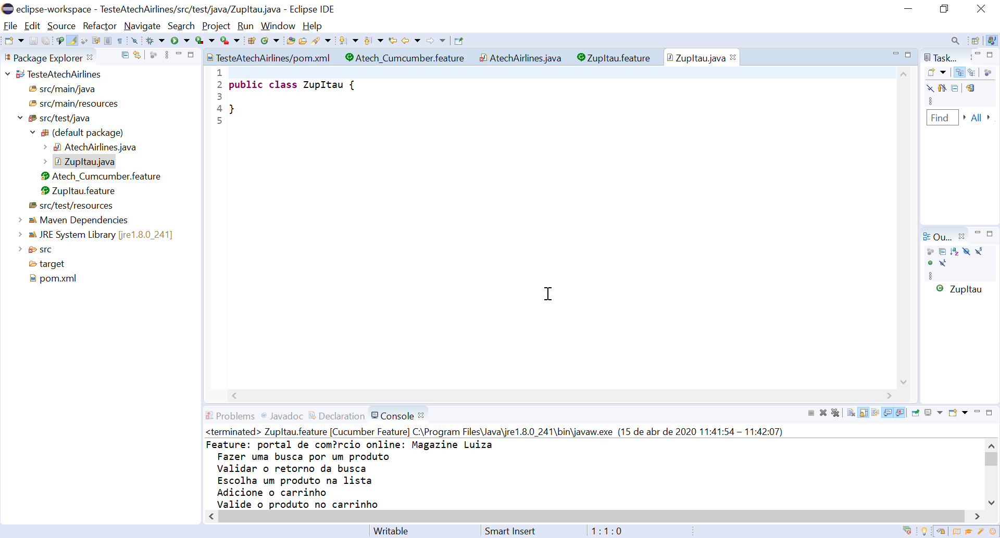 eclipse-workspace - TesteAtechAirlines/src/test/java/ZupItau.java - Eclipse IDE
File Edit Source Refactor Navigate Search Project Run Window Help
Package Explorer
TesteAtechAirlines
src/main/java
src/main/resources
src/test/java
(default package)
AtechAirlines.java
ZupItau.java
Atech_Cumcumber.feature
ZupItau.feature
src/test/resources
Maven Dependencies
JRE System Library [jre1.8.0_241]
src
target
pom.xml
TesteAtechAirlines/pom.xml Atech_Cumcumber.feature AtechAirlines.java ZupItau.feature ZupItau.java
1
2 public class ZupItau {
3
4 }
5
Task...
Find All
Ou...
ZupItau
Problems Javadoc Declaration Console
<terminated> ZupItau.feature [Cucumber Feature] C:\Program Files\Java\jre1.8.0_241\bin\javaw.exe (15 de abr de 2020 11:41:54 – 11:42:07)
Feature: portal de com?rcio online: Magazine Luiza
Fazer uma busca por um produto
Validar o retorno da busca
Escolha um produto na lista
Adicione o carrinho
Valide o produto no carrinho
Writable Smart Insert 1 : 1 : 0